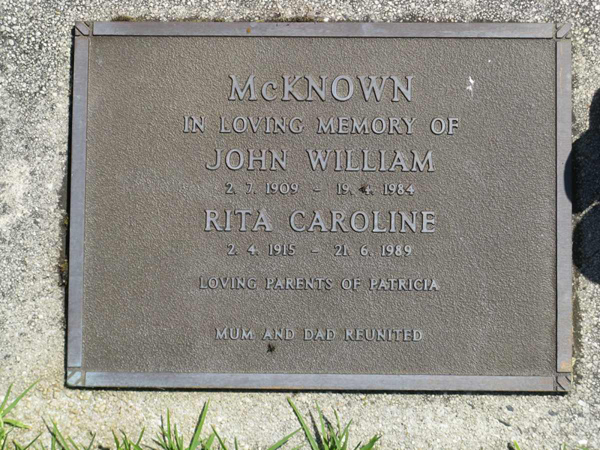 McKNOWN
IN LOVING MEMORY OF
JOHN WILLIAM
2. 7. 1909 - 19. 4. 1984
RITA CAROLINE
2. 4. 1915 - 21. 6. 1989
LOVING PARENTS OF PATRICIA
MUM AND DAD REUNITED